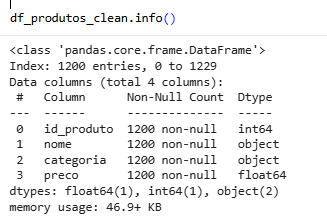 df_produtos_clean.info()
<class 'pandas.core.frame.DataFrame'>
Index: 1200 entries, 0 to 1229
Data columns (total 4 columns):
 #   Column      Non-Null Count  Dtype
---  ------      --------------  -----
 0   id_produto  1200 non-null   int64
 1   nome        1200 non-null   object
 2   categoria   1200 non-null   object
 3   preco       1200 non-null   float64
dtypes: float64(1), int64(1), object(2)
memory usage: 46.9+ KB